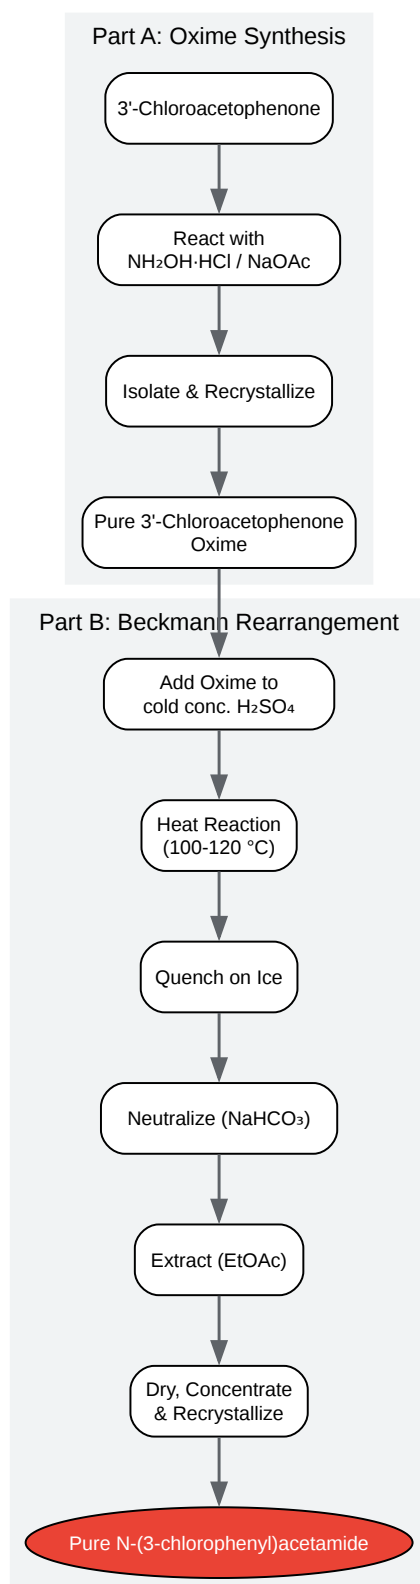 Part A: Oxime Synthesis
3'-Chloroacetophenone
React with
NH₂OH·HCl / NaOAc
Isolate & Recrystallize
Pure 3'-Chloroacetophenone
Oxime
Part B: Beckmann Rearrangement
Add Oxime to
cold conc. H₂SO₄
Heat Reaction
(100-120 °C)
Quench on Ice
Neutralize (NaHCO₃)
Extract (EtOAc)
Dry, Concentrate
& Recrystallize
Pure N-(3-chlorophenyl)acetamide